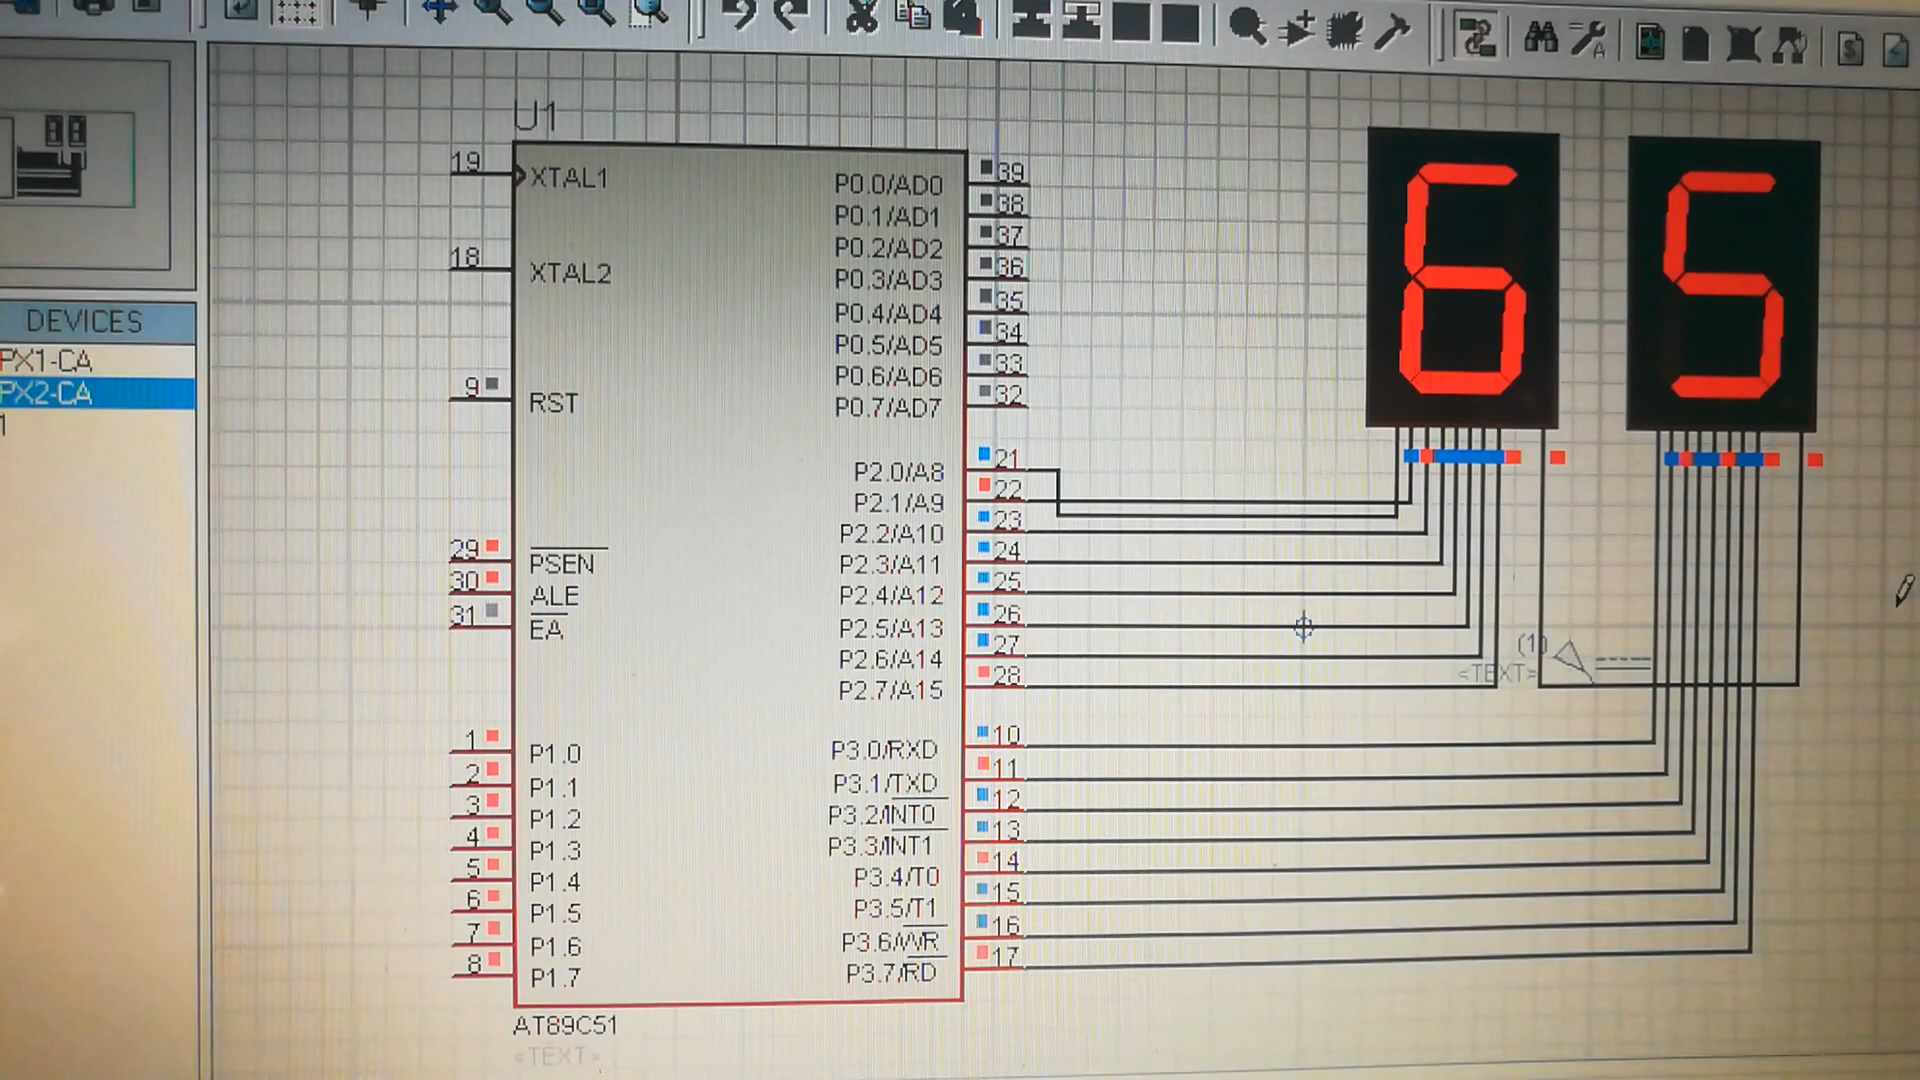 U1
19
XTAL1
18
XTAL2
9
RST
29
PSEN
30
ALE
31
EA
1
P1.0
2
P1.1
3
P1.2
4
P1.3
5
P1.4
6
P1.5
7
P1.6
8
P1.7
P0.0/AD0
39
P0.1/AD1
38
P0.2/AD2
37
P0.3/AD3
36
P0.4/AD4
35
P0.5/AD5
34
P0.6/AD6
33
P0.7/AD7
32
P2.0/A8
21
P2.1/A9
22
P2.2/A10
23
P2.3/A11
24
P2.4/A12
25
P2.5/A13
26
P2.6/A14
27
P2.7/A15
28
P3.0/RXD
10
P3.1/TXD
11
P3.2/INT0
12
P3.3/INT1
13
P3.4/T0
14
P3.5/T1
15
P3.6/WR
16
P3.7/RD
17
AT89C51
<TEXT>
65
(1)
<TEXT>
DEVICES
PX1-CA
PX2-CA
1